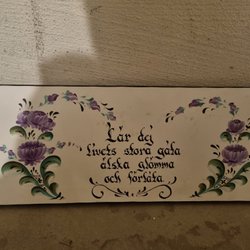 Lär dej
livets stora gåta
älska glömma
och förlåta